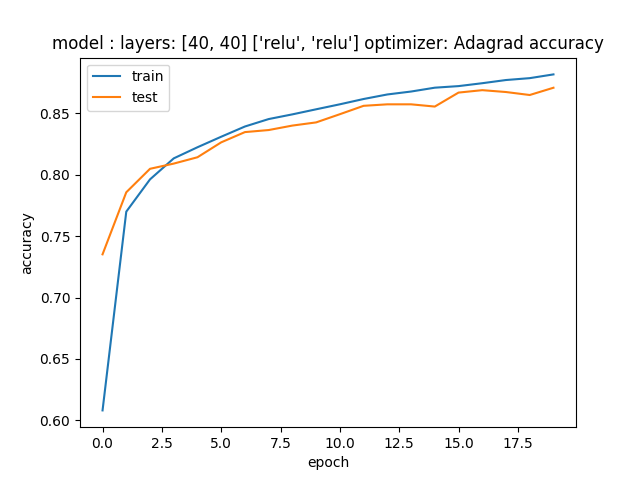 model : layers: [40, 40] ['relu', 'relu'] optimizer: Adagrad accuracy
train
test
0.85
0.80
0.75
0.70
0.65
0.60
accuracy
0.0 2.5 5.0 7.5 10.0 12.5 15.0 17.5
epoch